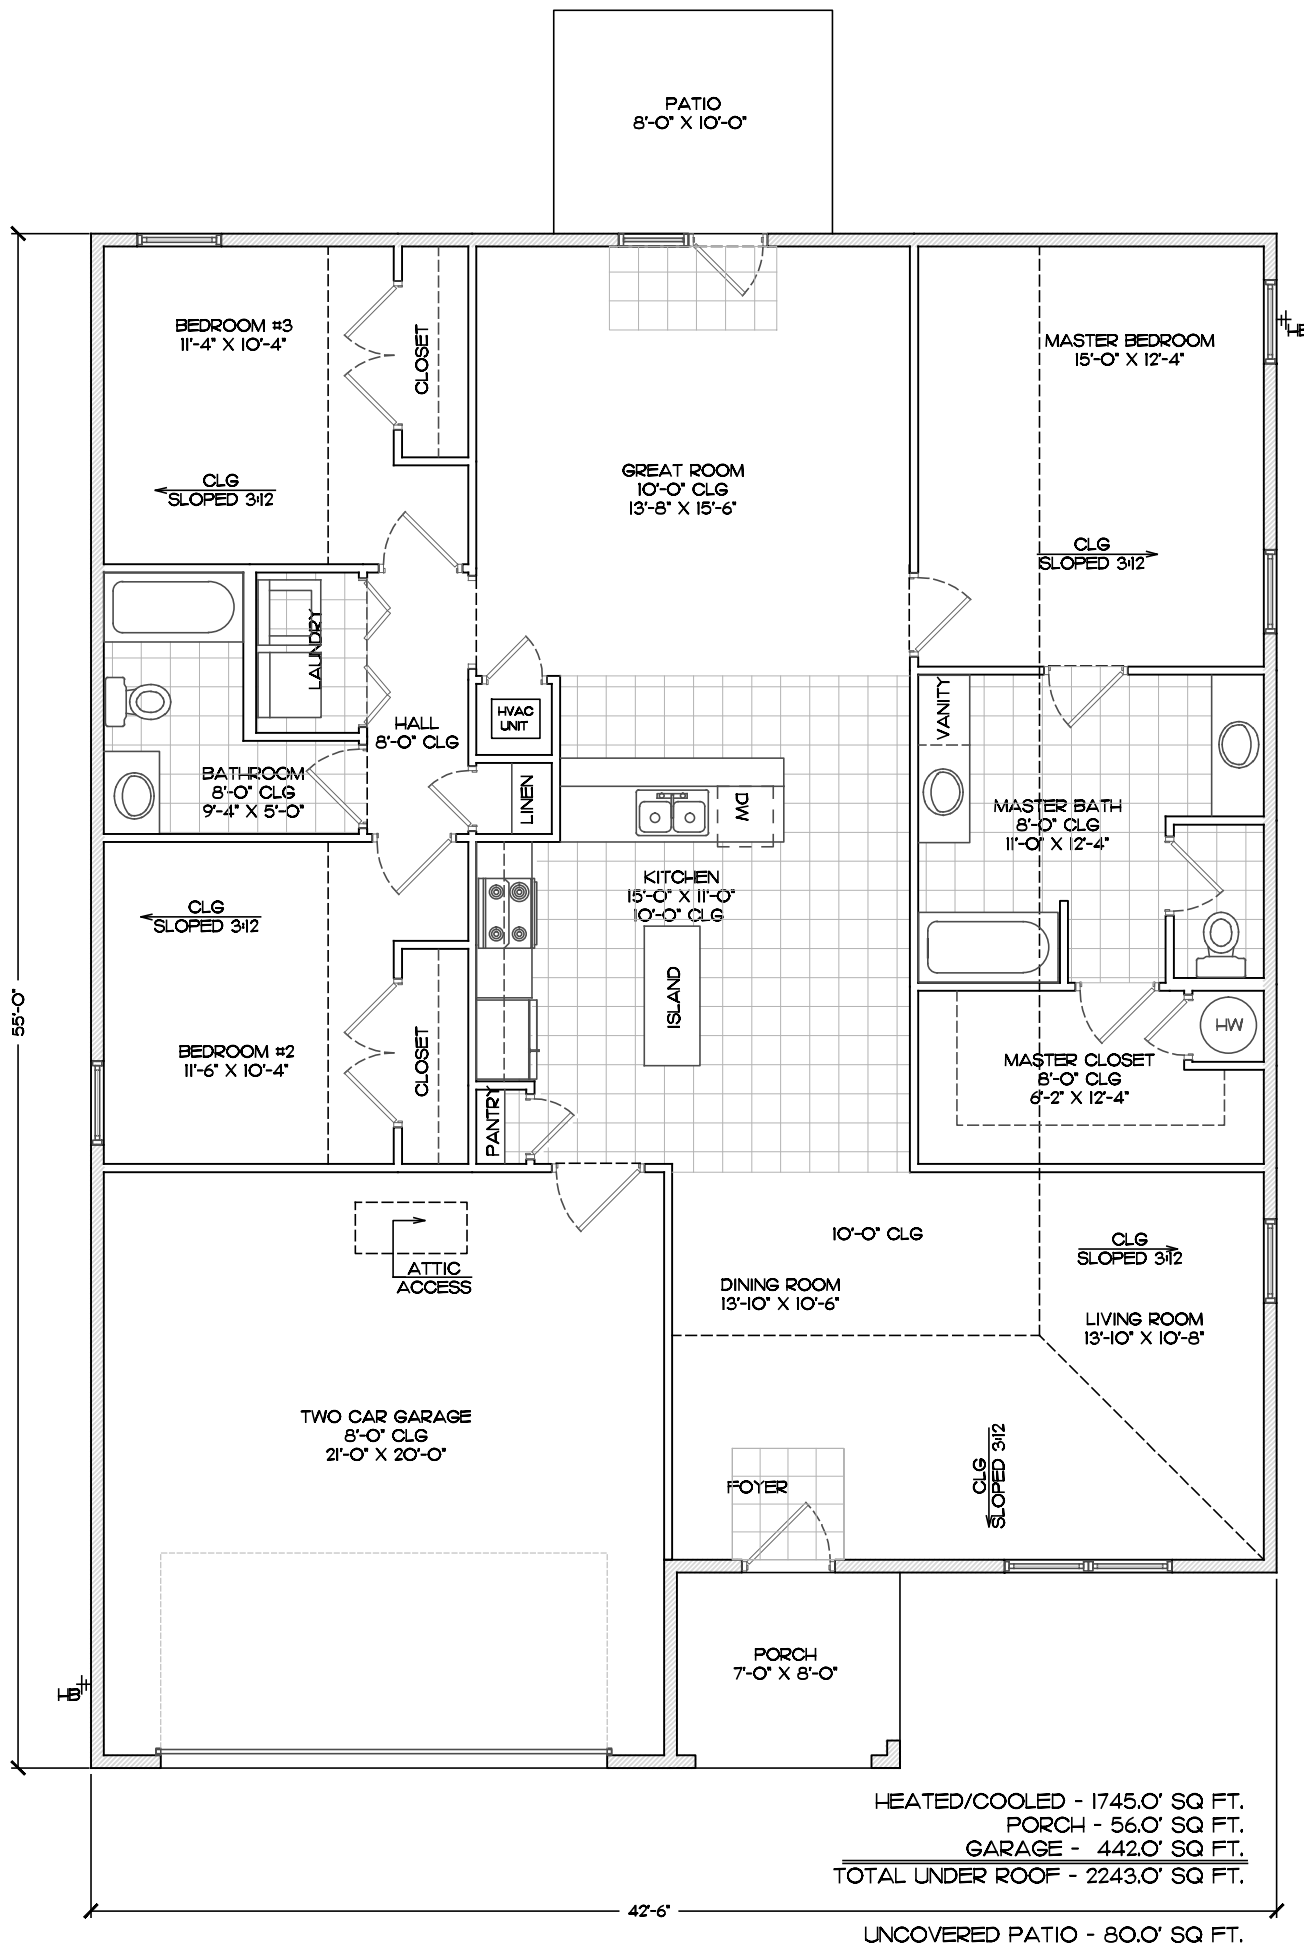 PATIO
8'-0" X 10'-0"
BEDROOM #3
11'-4" X 10'-4"
CLOSET
MASTER BEDROOM
15'-0" X 12'-4"
HB
GREAT ROOM
10'-0" CLG
13'-8" X 15'-6"
CLG
SLOPED 3:12
CLG
SLOPED 3:12
LAUNDRY
HALL
8'-0" CLG
HVAC
UNIT
VANITY
BATHROOM
8'-0" CLG
9'-4" X 5'-0"
LINEN
DW
MASTER BATH
8'-0" CLG
11'-0" X 12'-4"
KITCHEN
15'-0" X 11'-0"
10'-0" CLG
CLG
SLOPED 3:12
ISLAND
55'-0"
BEDROOM #2
11'-6" X 10'-4"
CLOSET
HW
MASTER CLOSET
8'-0" CLG
6'-2" X 12'-4"
PANTRY
10'-0" CLG
CLG
SLOPED 3:12
ATTIC
ACCESS
DINING ROOM
13'-10" X 10'-6"
LIVING ROOM
13'-10" X 10'-8"
TWO CAR GARAGE
8'-0" CLG
21'-0" X 20'-0"
CLG
SLOPED 3:12
FOYER
PORCH
7'-0" X 8'-0"
HB
HEATED/COOLED - 1745.0' SQ FT.
PORCH - 56.0' SQ FT.
GARAGE - 442.0' SQ FT.
TOTAL UNDER ROOF - 2243.0' SQ FT.
42'-6"
UNCOVERED PATIO - 80.0' SQ FT.